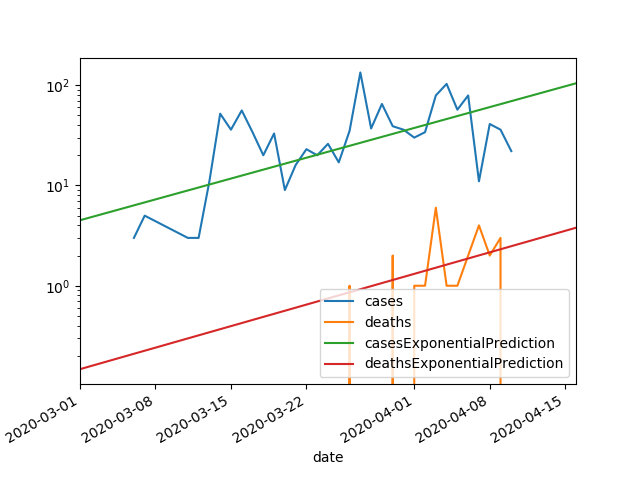 10²
10¹
10⁰
cases
deaths
casesExponentialPrediction
deathsExponentialPrediction
2020-03-01
2020-03-08
2020-03-15
2020-03-22
2020-04-01
2020-04-08
2020-04-15
date